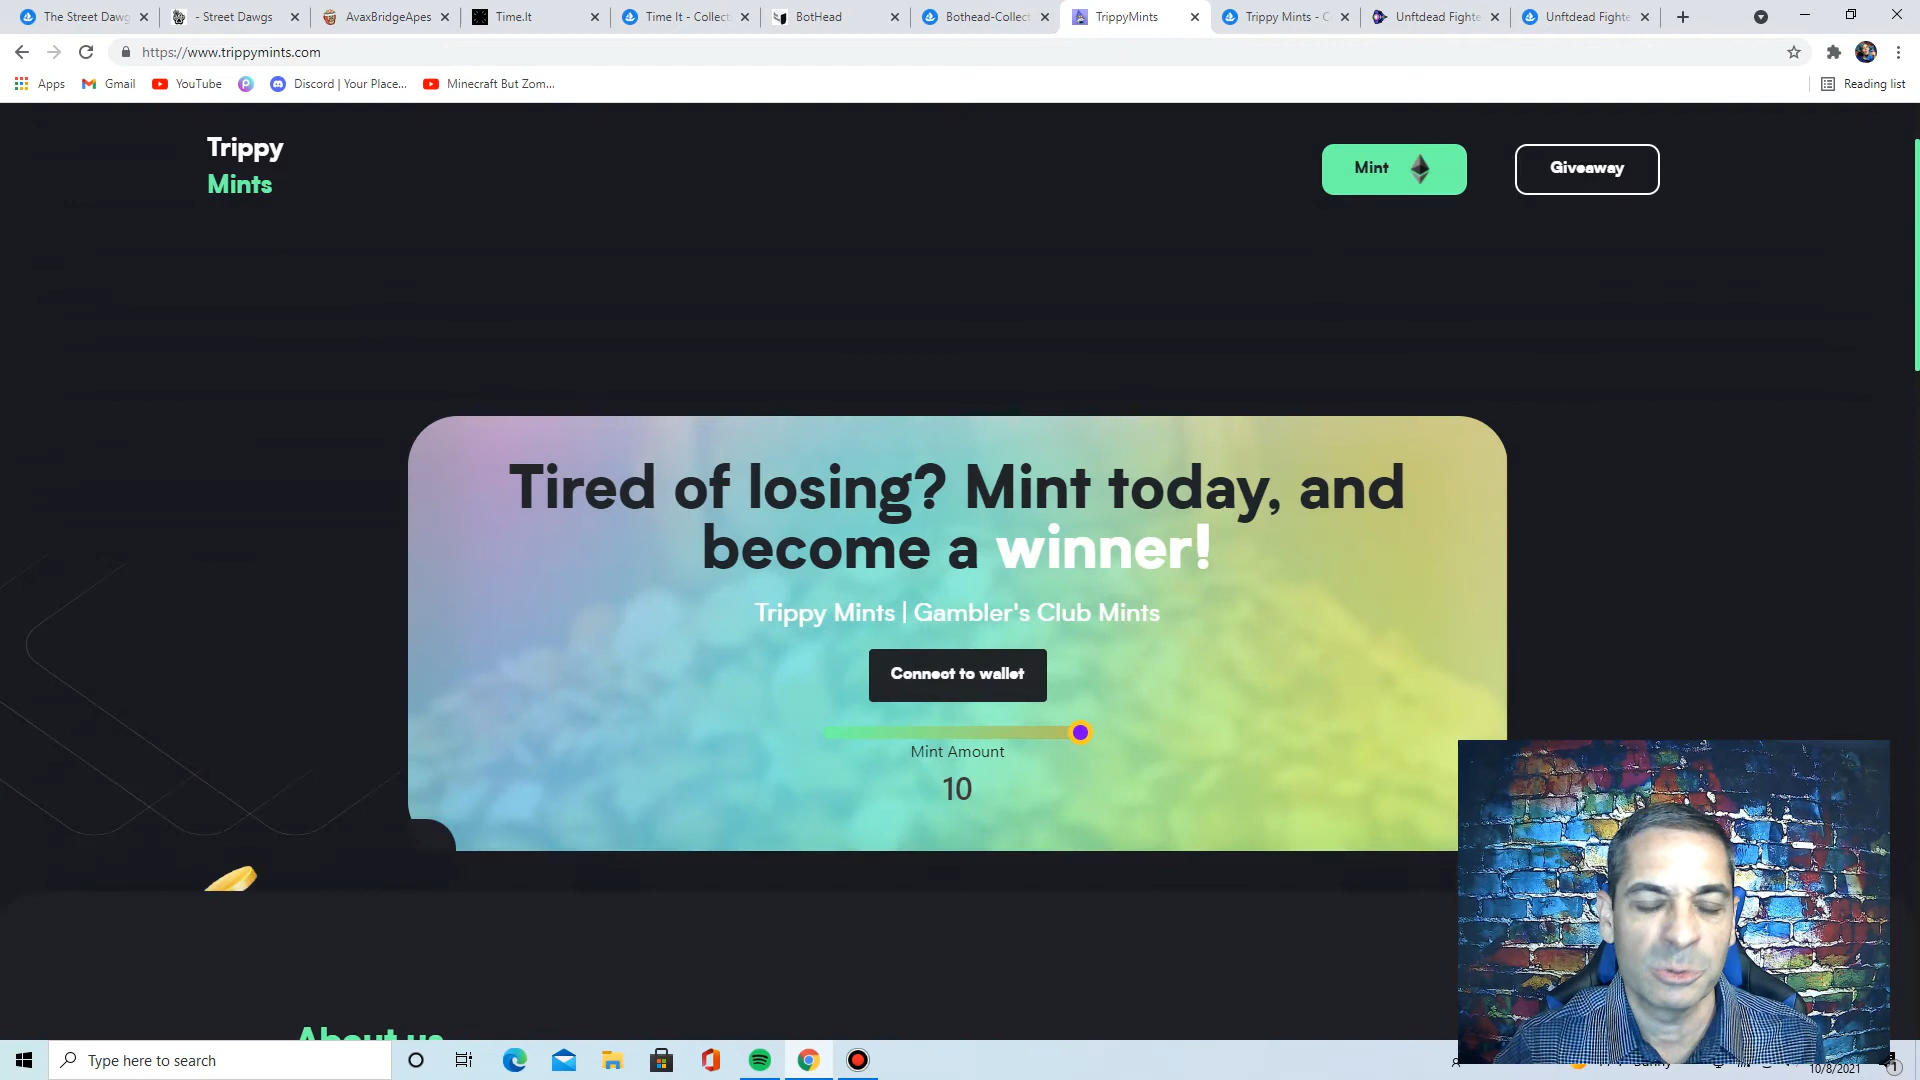 The Street Dawg
- Street Dawgs
AvaxBridgeApes
Time.It
Time It - Collect
BotHead
Bothead-Collect
TrippyMints
Trippy Mints - C
Unftdead Fighte
Unftdead Fighte
https://www.trippymints.com
Apps
Gmail
YouTube
Discord | Your Place...
Minecraft But Zom...
Reading list
Trippy
Mints
Mint
Giveaway
Tired of losing? Mint today, and
become a winner!
Trippy Mints | Gambler's Club Mints
Connect to wallet
Mint Amount
10
About us
Type here to search
10/8/2021
1